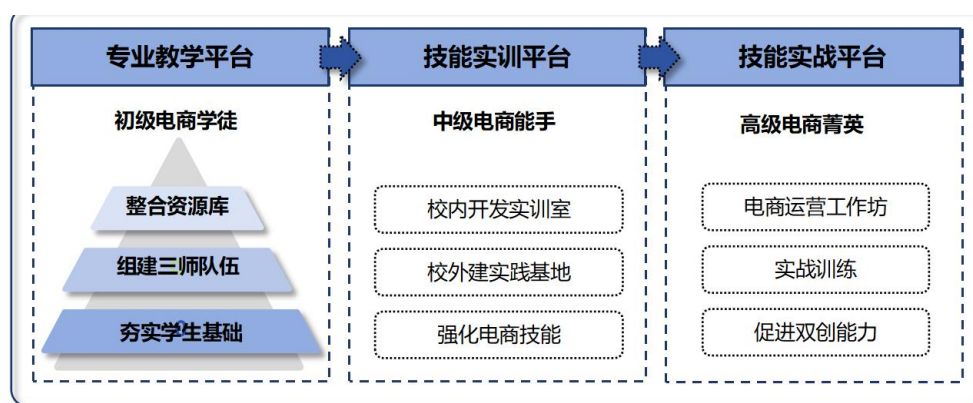 专业教学平台
技能实训平台
技能实战平台
初级电商学徒
整合资源库
组建三师队伍
夯实学生基础
中级电商能手
校内开发实训室
校外建实践基地
强化电商技能
高级电商菁英
电商运营工作坊
实战训练
促进双创能力